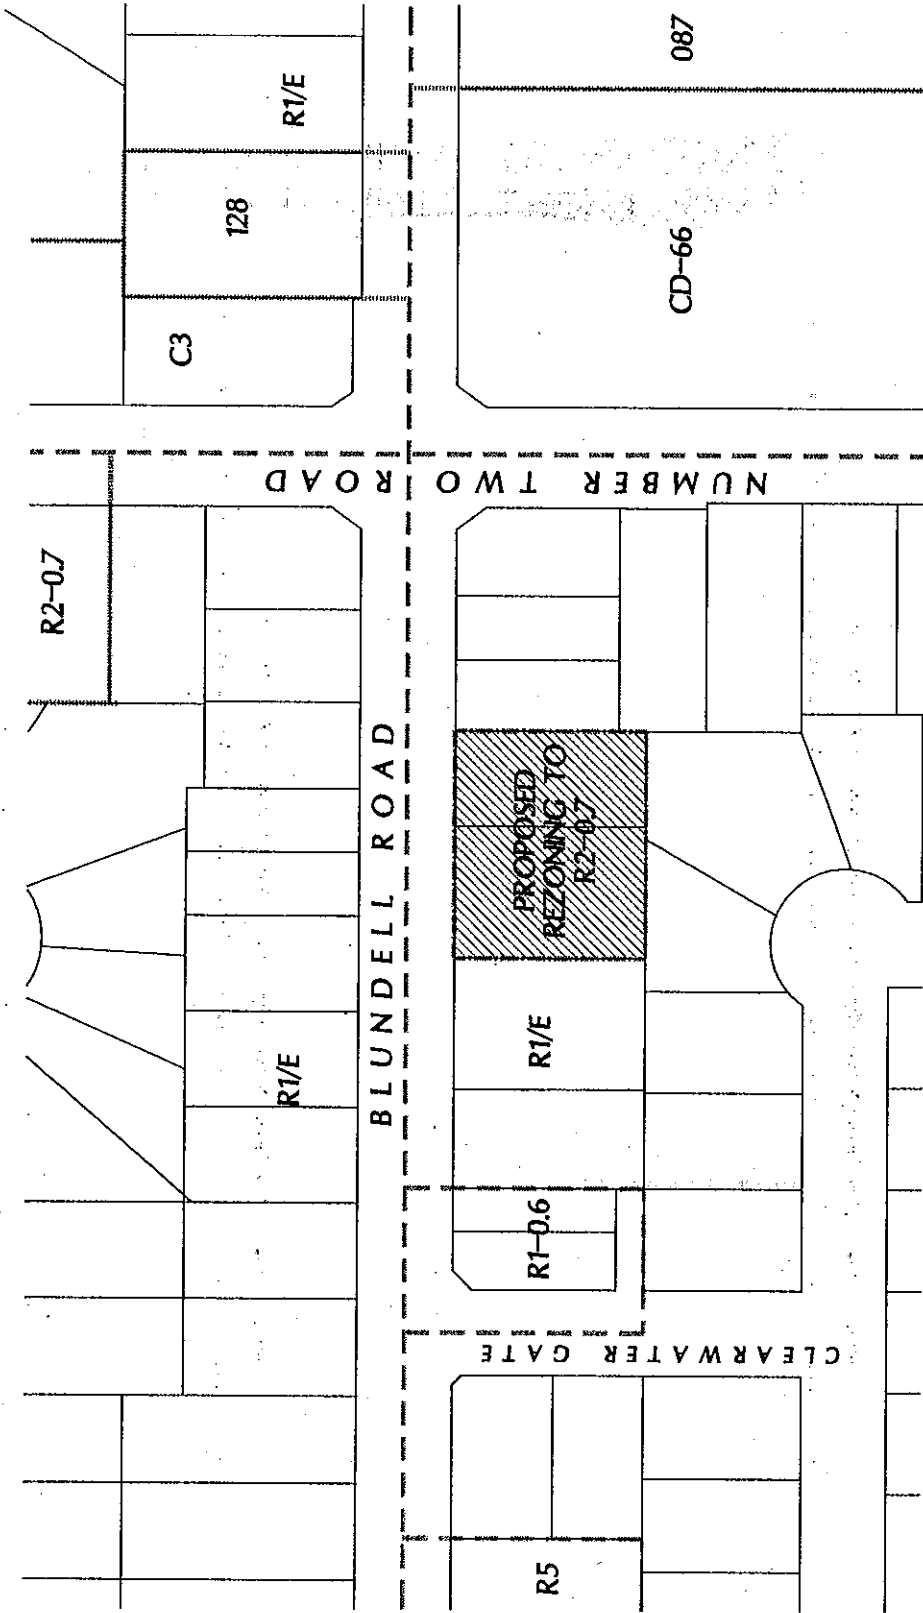 R5
CLEARWATER GATE
R1-0.6
R1/E
R1/E
BLUNDELL ROAD
PROPOSED
REZONING TO
R2-0.7
R2-0.7
NUMBER TWO ROAD
C3
128
R1/E
CD-66
087